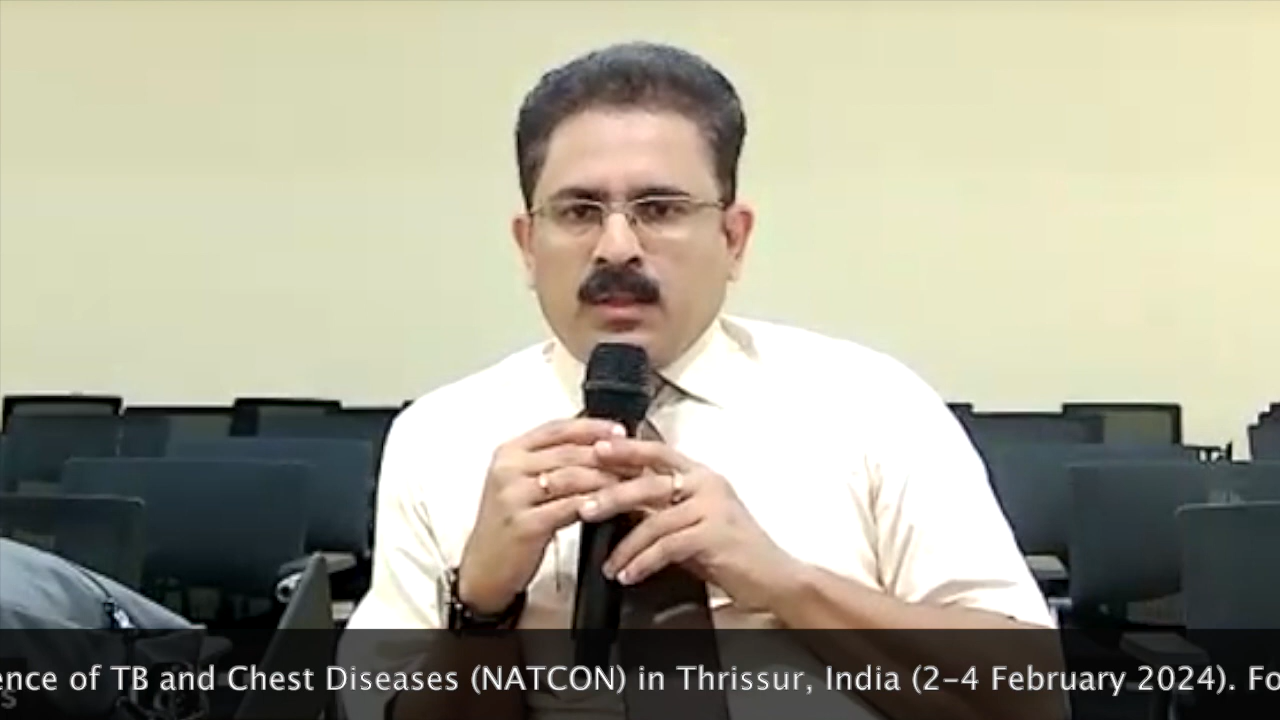 ence of TB and Chest Diseases (NATCON) in Thrissur, India (2-4 February 2024). Fo